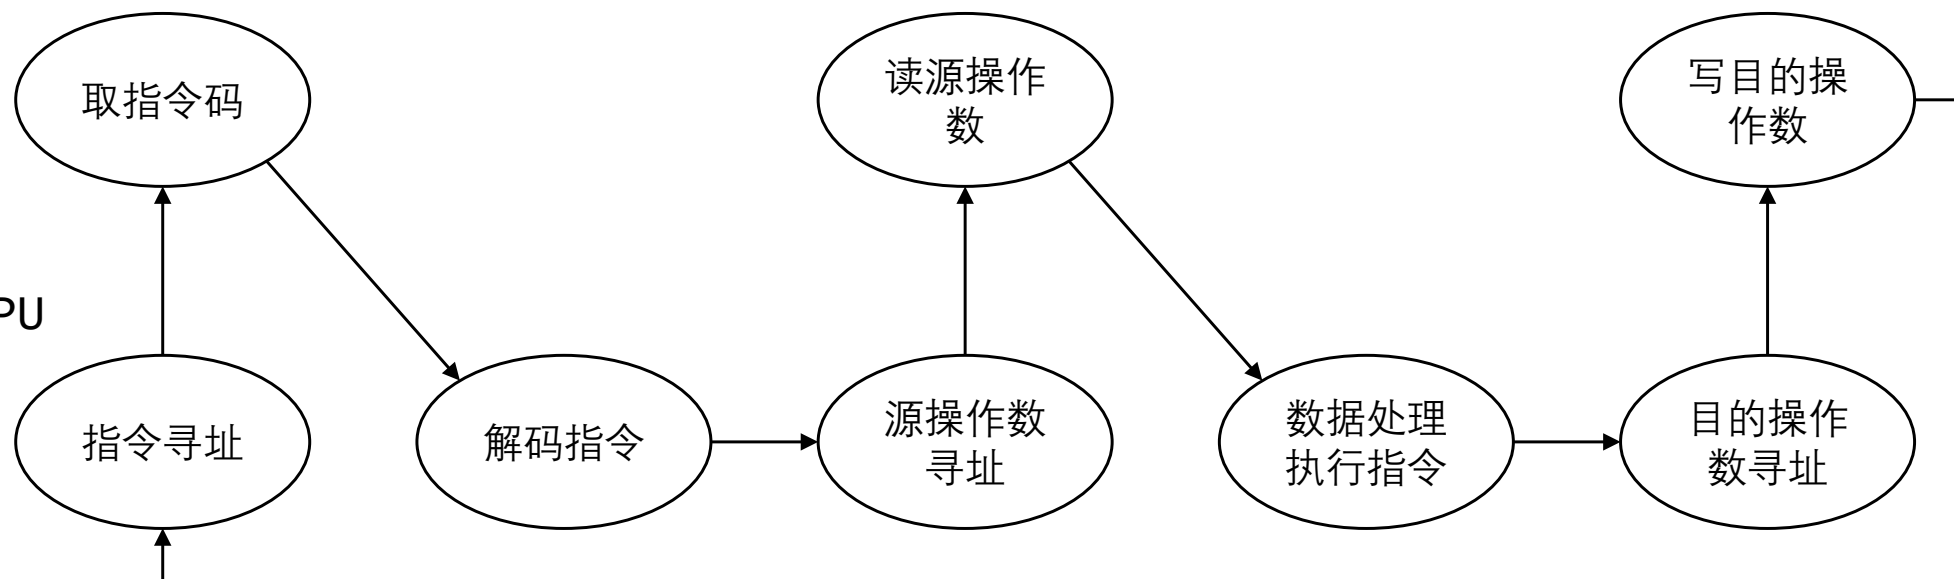 取指令码
读源操作
数
写目的操
作数
PU
指令寻址
解码指令
源操作数
寻址
数据处理
执行指令
目的操作
数寻址